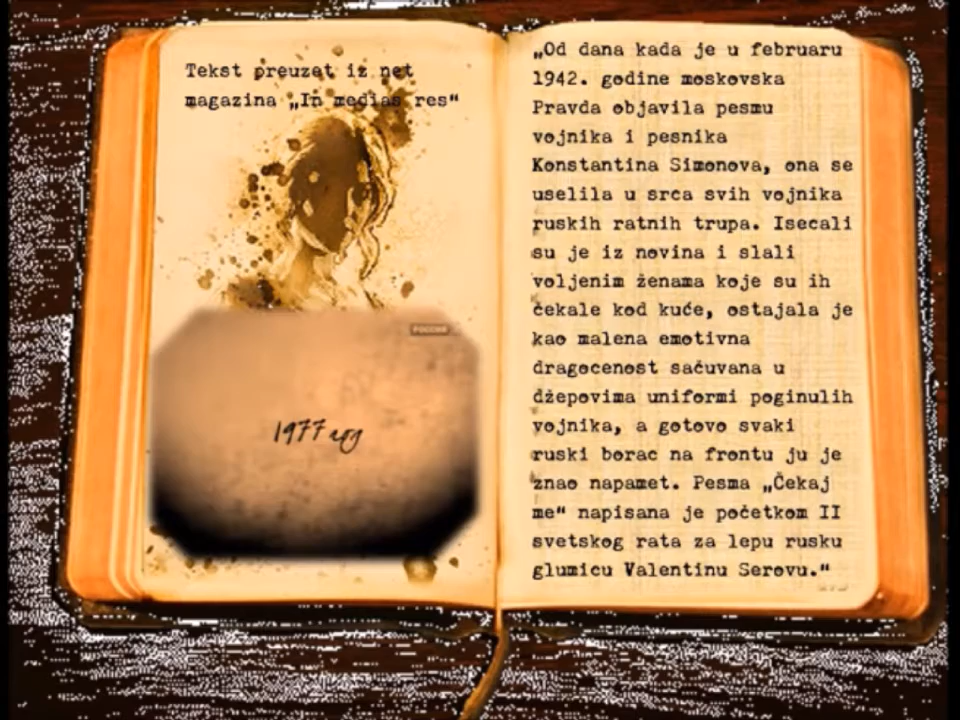 Tekst preuzet iz net
magazina „In medias res“
РОССИЯ
1977 год
„Od dana kada je u februaru
1942. godine moskovska
Pravda objavila pesmu
vojnika i pesnika
Konstantina Simonova, ona se
uselila u srca svih vojnika
ruskih ratnih trupa. Isecali
su je iz novina i slali
voljenim ženama koje su ih
čekale kod kuće, ostajala je
kao malena emotivna
dragocenost sačuvana u
džepovima uniformi poginulih
vojnika, a gotovo svaki
ruski borac na frontu ju je
znao napamet. Pesma „Čekaj
me“ napisana je početkom II
svetskog rata za lepu rusku
glumicu Valentinu Serovu.“